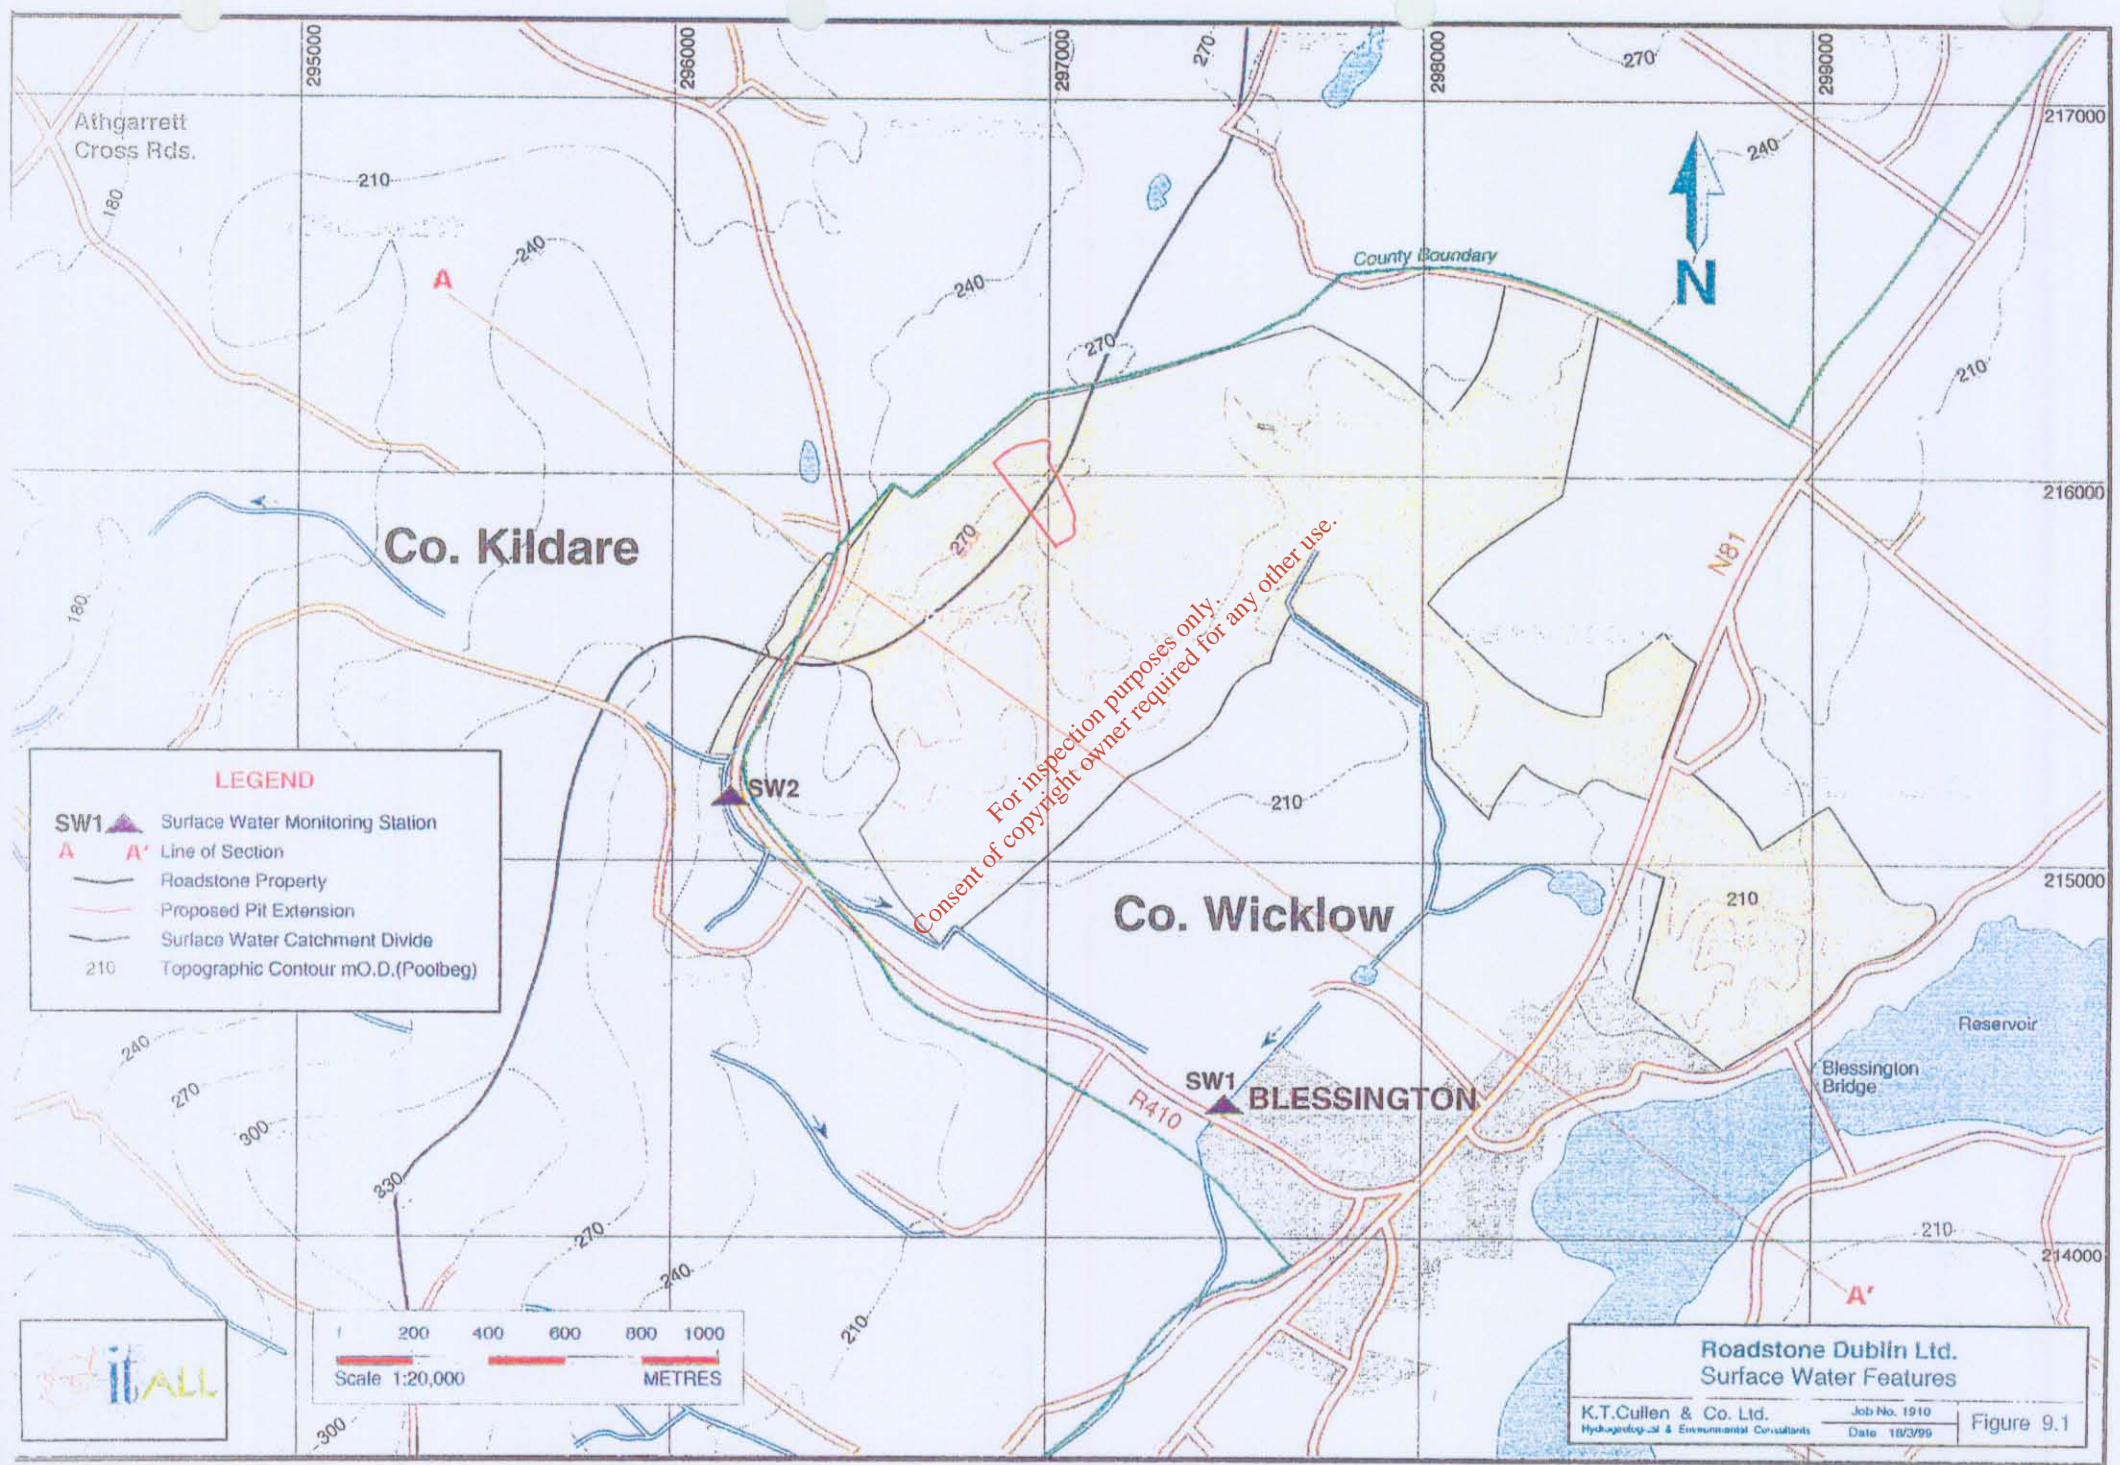 295000
296000
297000
270
298000
270
299000
217000
Athgarrett
Cross Rds.
240
210
180
240
A
County Boundary
N
240
270
210
216000
270
Co. Kildare
N81
180
For inspection purposes only.
Consent of copyright owner required for any other use.
LEGEND
SW1 Surface Water Monitoring Station
A A' Line of Section
Roadstone Property
Proposed Pit Extension
Surface Water Catchment Divide
210 Topographic Contour mO.D.(Poolbeg)
SW2
210
215000
Co. Wicklow
210
Reservoir
240
270
300
330
SW1
BLESSINGTON
R410
Blessington
Bridge
270
240
210
210
214000
A'
300
200 400 600 800 1000
Scale 1:20,000 METRES
it ALL
Roadstone Dublin Ltd.
Surface Water Features
K.T.Cullen & Co. Ltd.
Hydrogeological & Environmental Consultants
Job No. 1910
Date 18/3/99
Figure 9.1